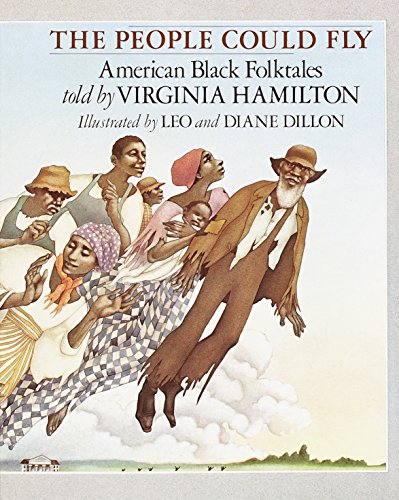 THE PEOPLE COULD FLY
American Black Folktales
told by VIRGINIA HAMILTON
Illustrated by LEO and DIANE DILLON